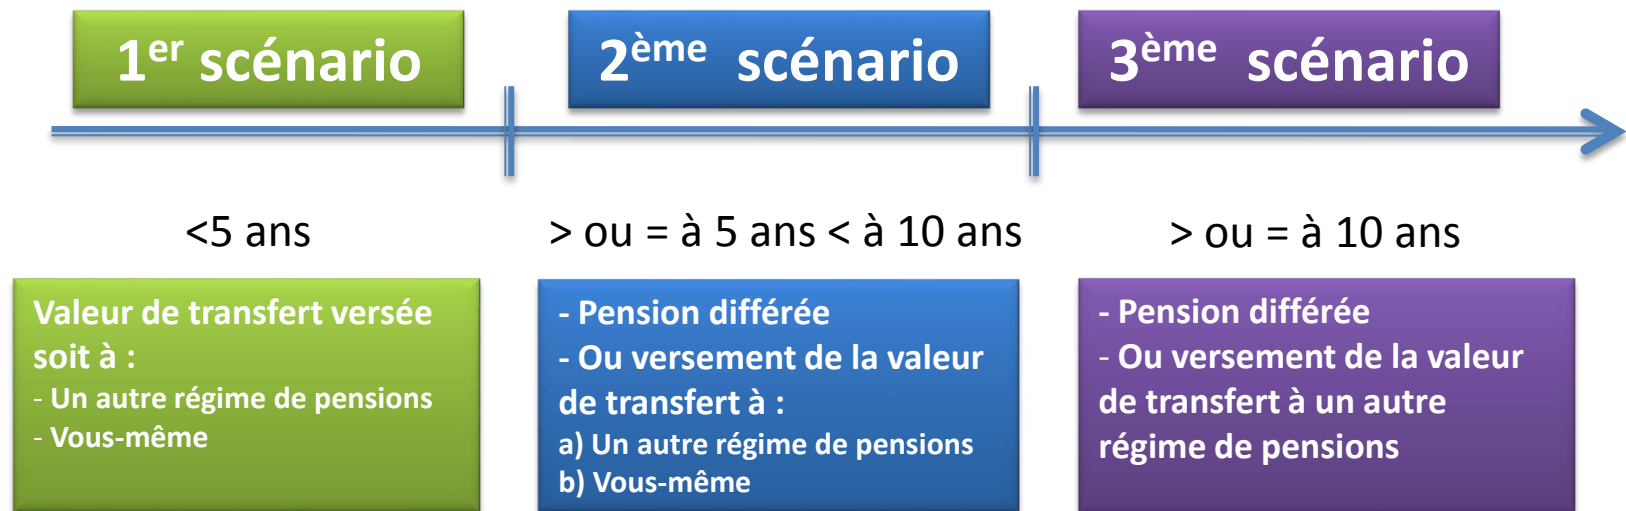 1er scénario
2ème scénario
3ème scénario
<5 ans
> ou = à 5 ans < à 10 ans
> ou = à 10 ans
Valeur de transfert versée
soit à :
- Un autre régime de pensions
- Vous-même
- Pension différée
- Ou versement de la valeur
de transfert à :
a) Un autre régime de pensions
b) Vous-même
- Pension différée
- Ou versement de la valeur
de transfert à un autre
régime de pensions